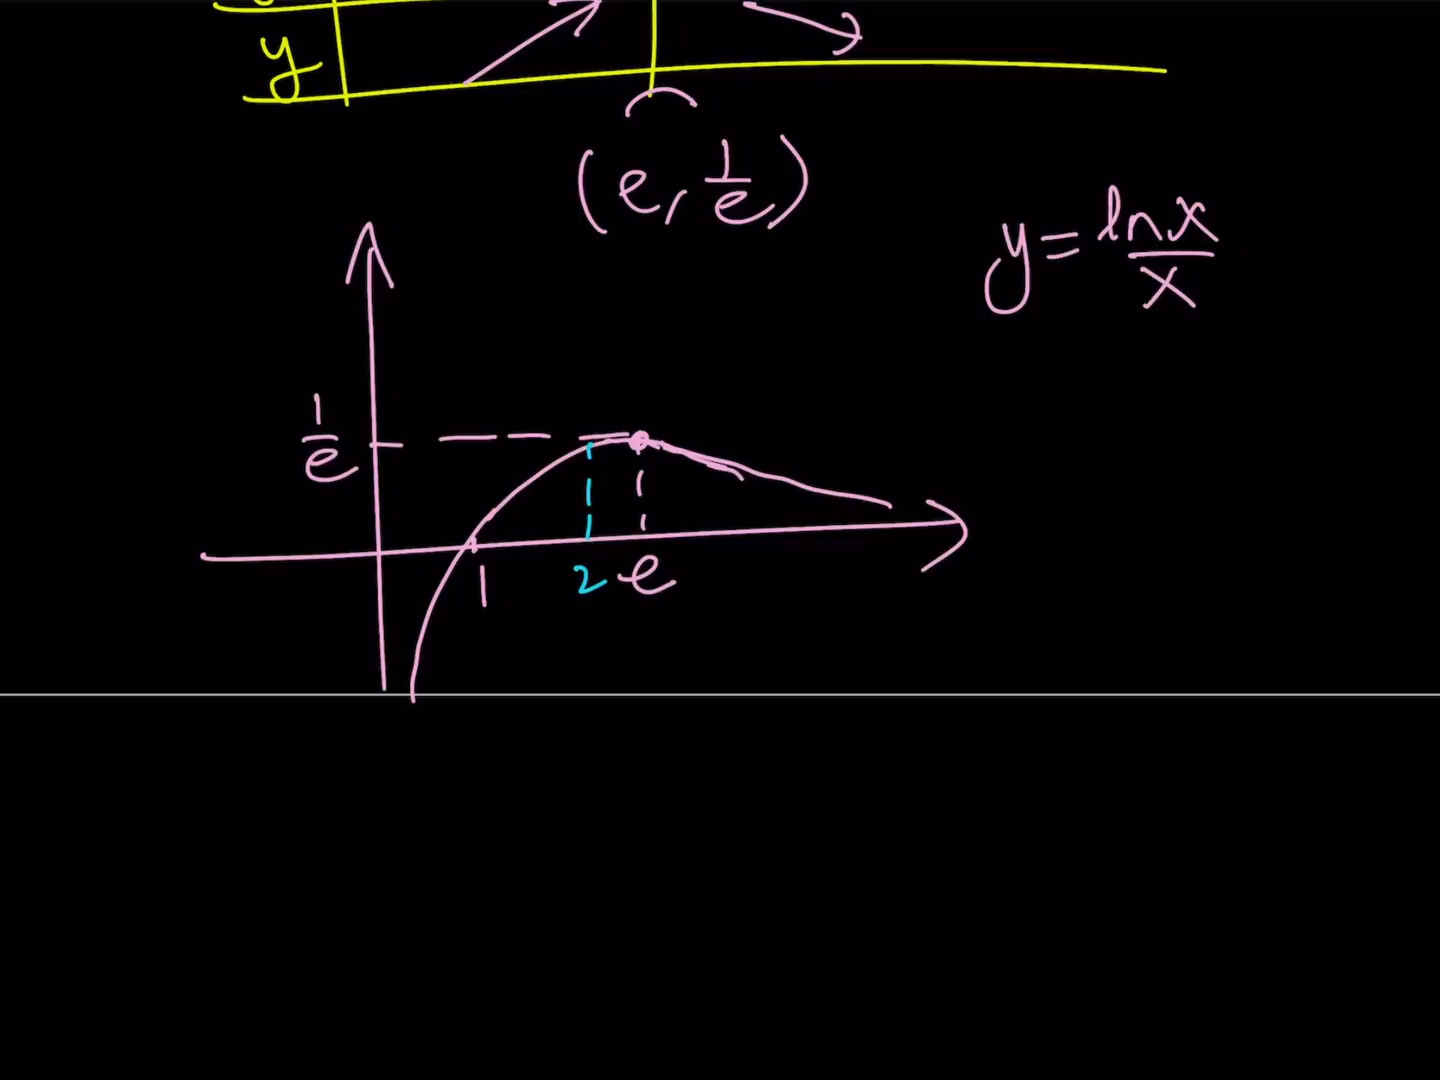 y
(e, 1/e)
y = ln x / x
1/e
1 2 e